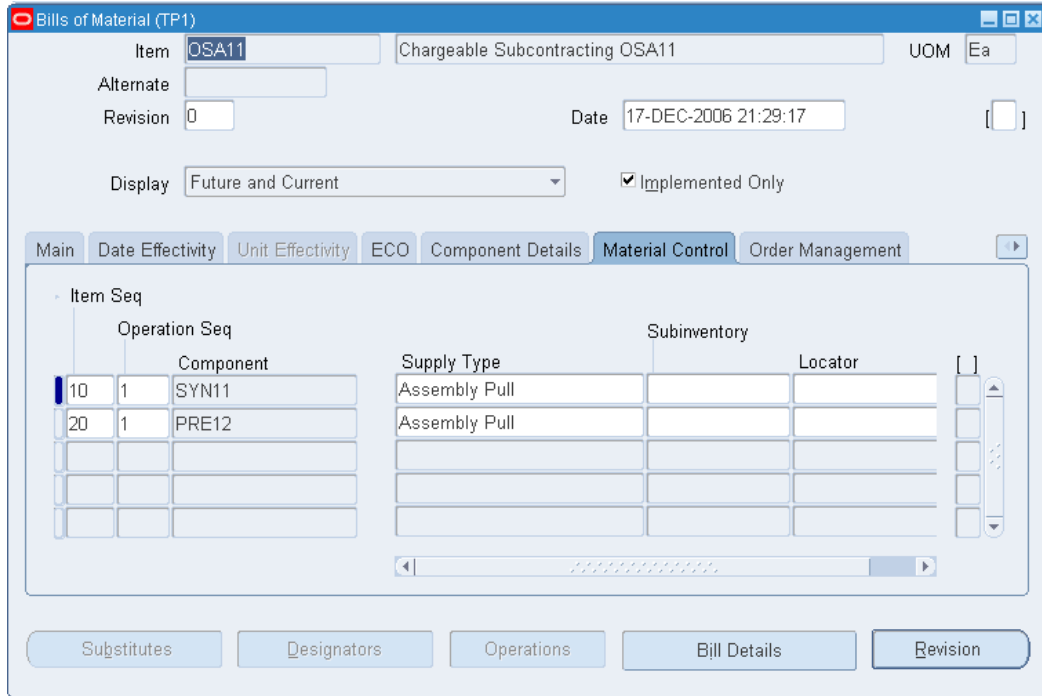 Bills of Material (TP1)
Item OSA11 Chargeable Subcontracting OSA11 UOM Ea
Alternate
Revision 0 Date 17-DEC-2006 21:29:17 [ ]
Display Future and Current Implemented Only
Main Date Effectivity Unit Effectivity ECO Component Details Material Control Order Management
Item Seq
Operation Seq Subinventory
Component Supply Type Locator [ ]
10 1 SYN11 Assembly Pull
20 1 PRE12 Assembly Pull
Substitutes Designators Operations Bill Details Revision